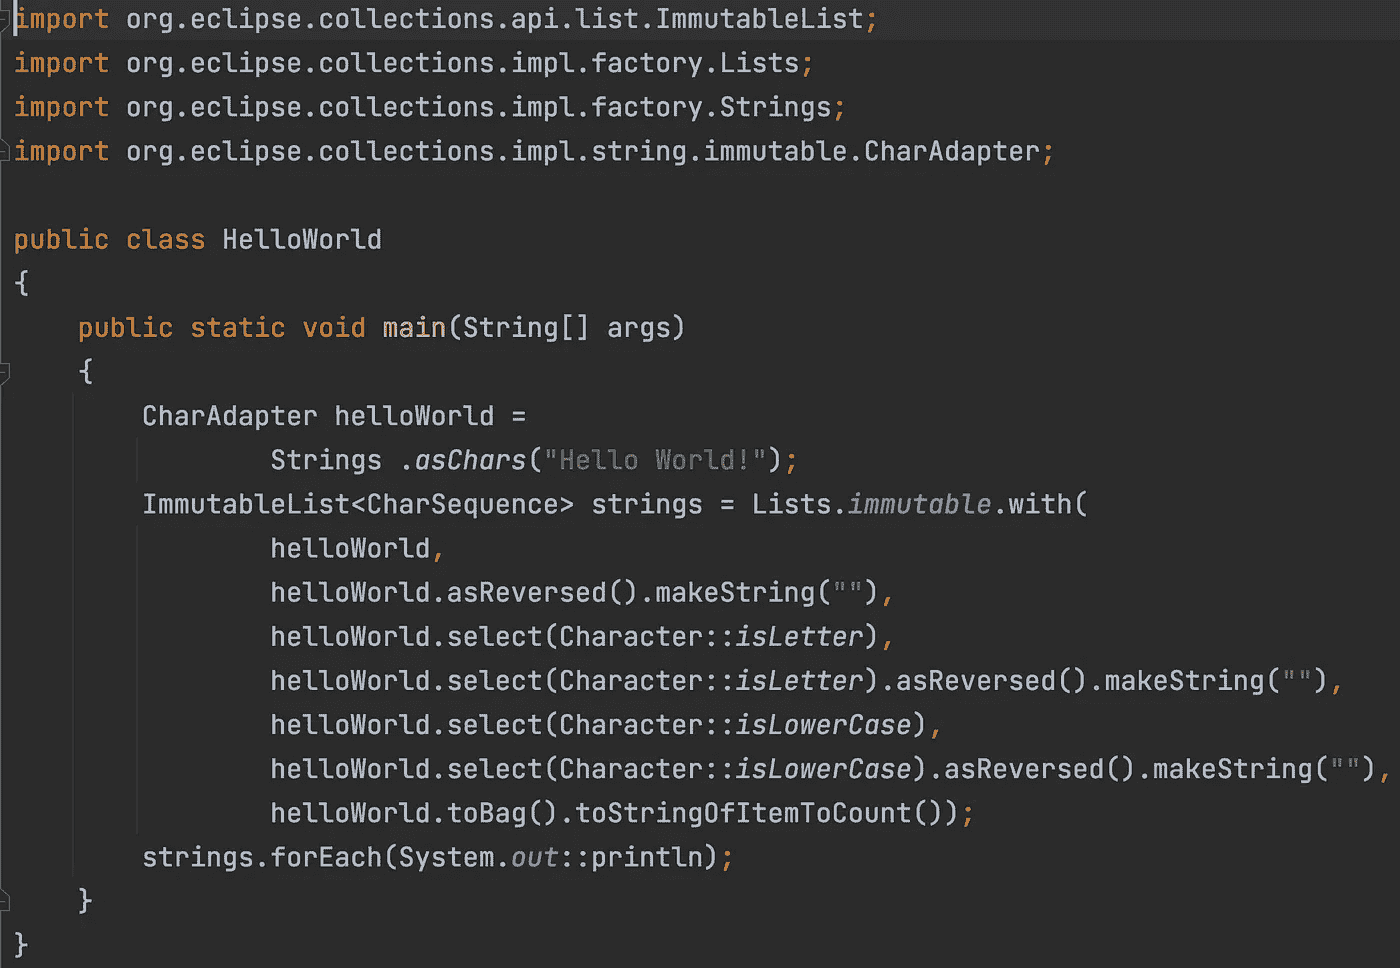 import org.eclipse.collections.api.list.ImmutableList;
import org.eclipse.collections.impl.factory.Lists;
import org.eclipse.collections.impl.factory.Strings;
import org.eclipse.collections.impl.string.immutable.CharAdapter;

public class HelloWorld
{
    public static void main(String[] args)
    {
        CharAdapter helloWorld =
                Strings .asChars("Hello World!");
        ImmutableList<CharSequence> strings = Lists.immutable.with(
                helloWorld,
                helloWorld.asReversed().makeString(""),
                helloWorld.select(Character::isLetter),
                helloWorld.select(Character::isLetter).asReversed().makeString(""),
                helloWorld.select(Character::isLowerCase),
                helloWorld.select(Character::isLowerCase).asReversed().makeString(""),
                helloWorld.toBag().toStringOfItemToCount());
        strings.forEach(System.out::println);
    }
}